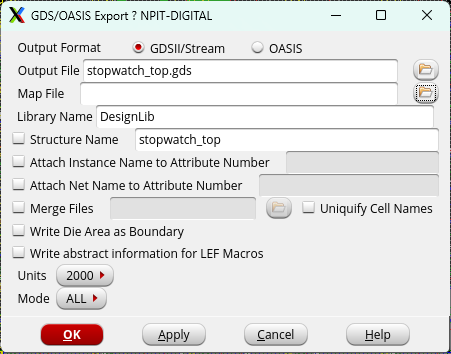 GDS/OASIS Export ? NPIT-DIGITAL
Output Format GDSII/Stream OASIS
Output File stopwatch_top.gds
Map File
Library Name DesignLib
Structure Name stopwatch_top
Attach Instance Name to Attribute Number
Attach Net Name to Attribute Number
Merge Files Uniquify Cell Names
Write Die Area as Boundary
Write abstract information for LEF Macros
Units 2000
Mode ALL
OK Apply Cancel Help